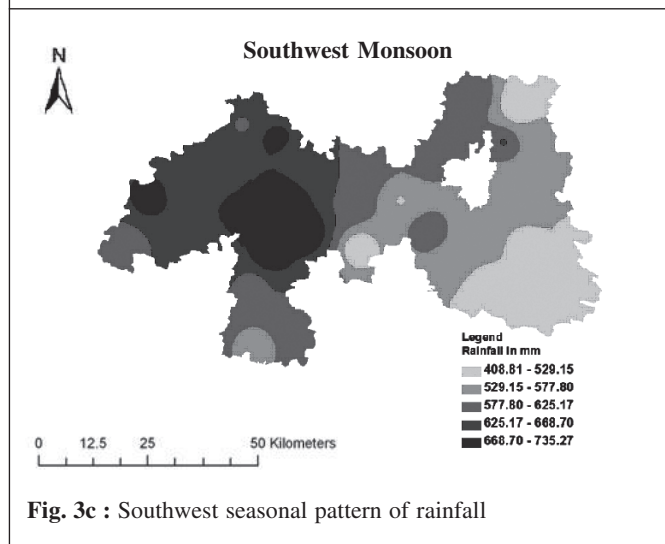 Southwest Monsoon
N
Legend
Rainfall in mm
408.81 - 529.15
529.15 - 577.80
577.80 - 625.17
625.17 - 668.70
668.70 - 735.27
0 12.5 25 50 Kilometers
Fig. 3c : Southwest seasonal pattern of rainfall